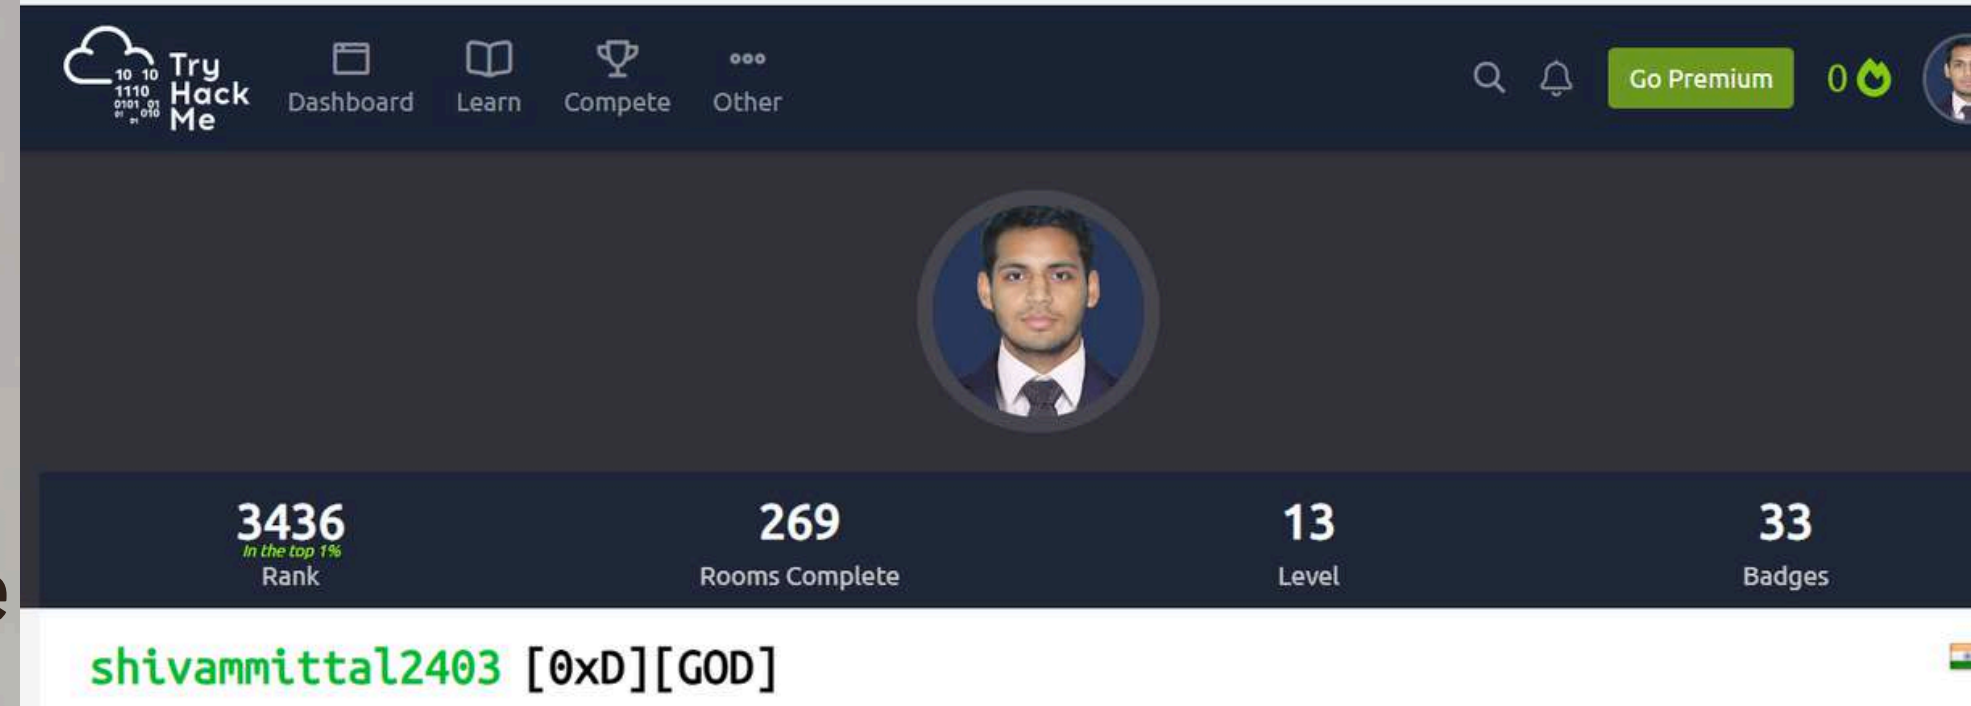 Try Hack Me
Dashboard Learn Compete Other
Go Premium 0
3436 269 13 33
In the top 1%
Rank Rooms Complete Level Badges
shivammittal2403 [0xD][GOD]